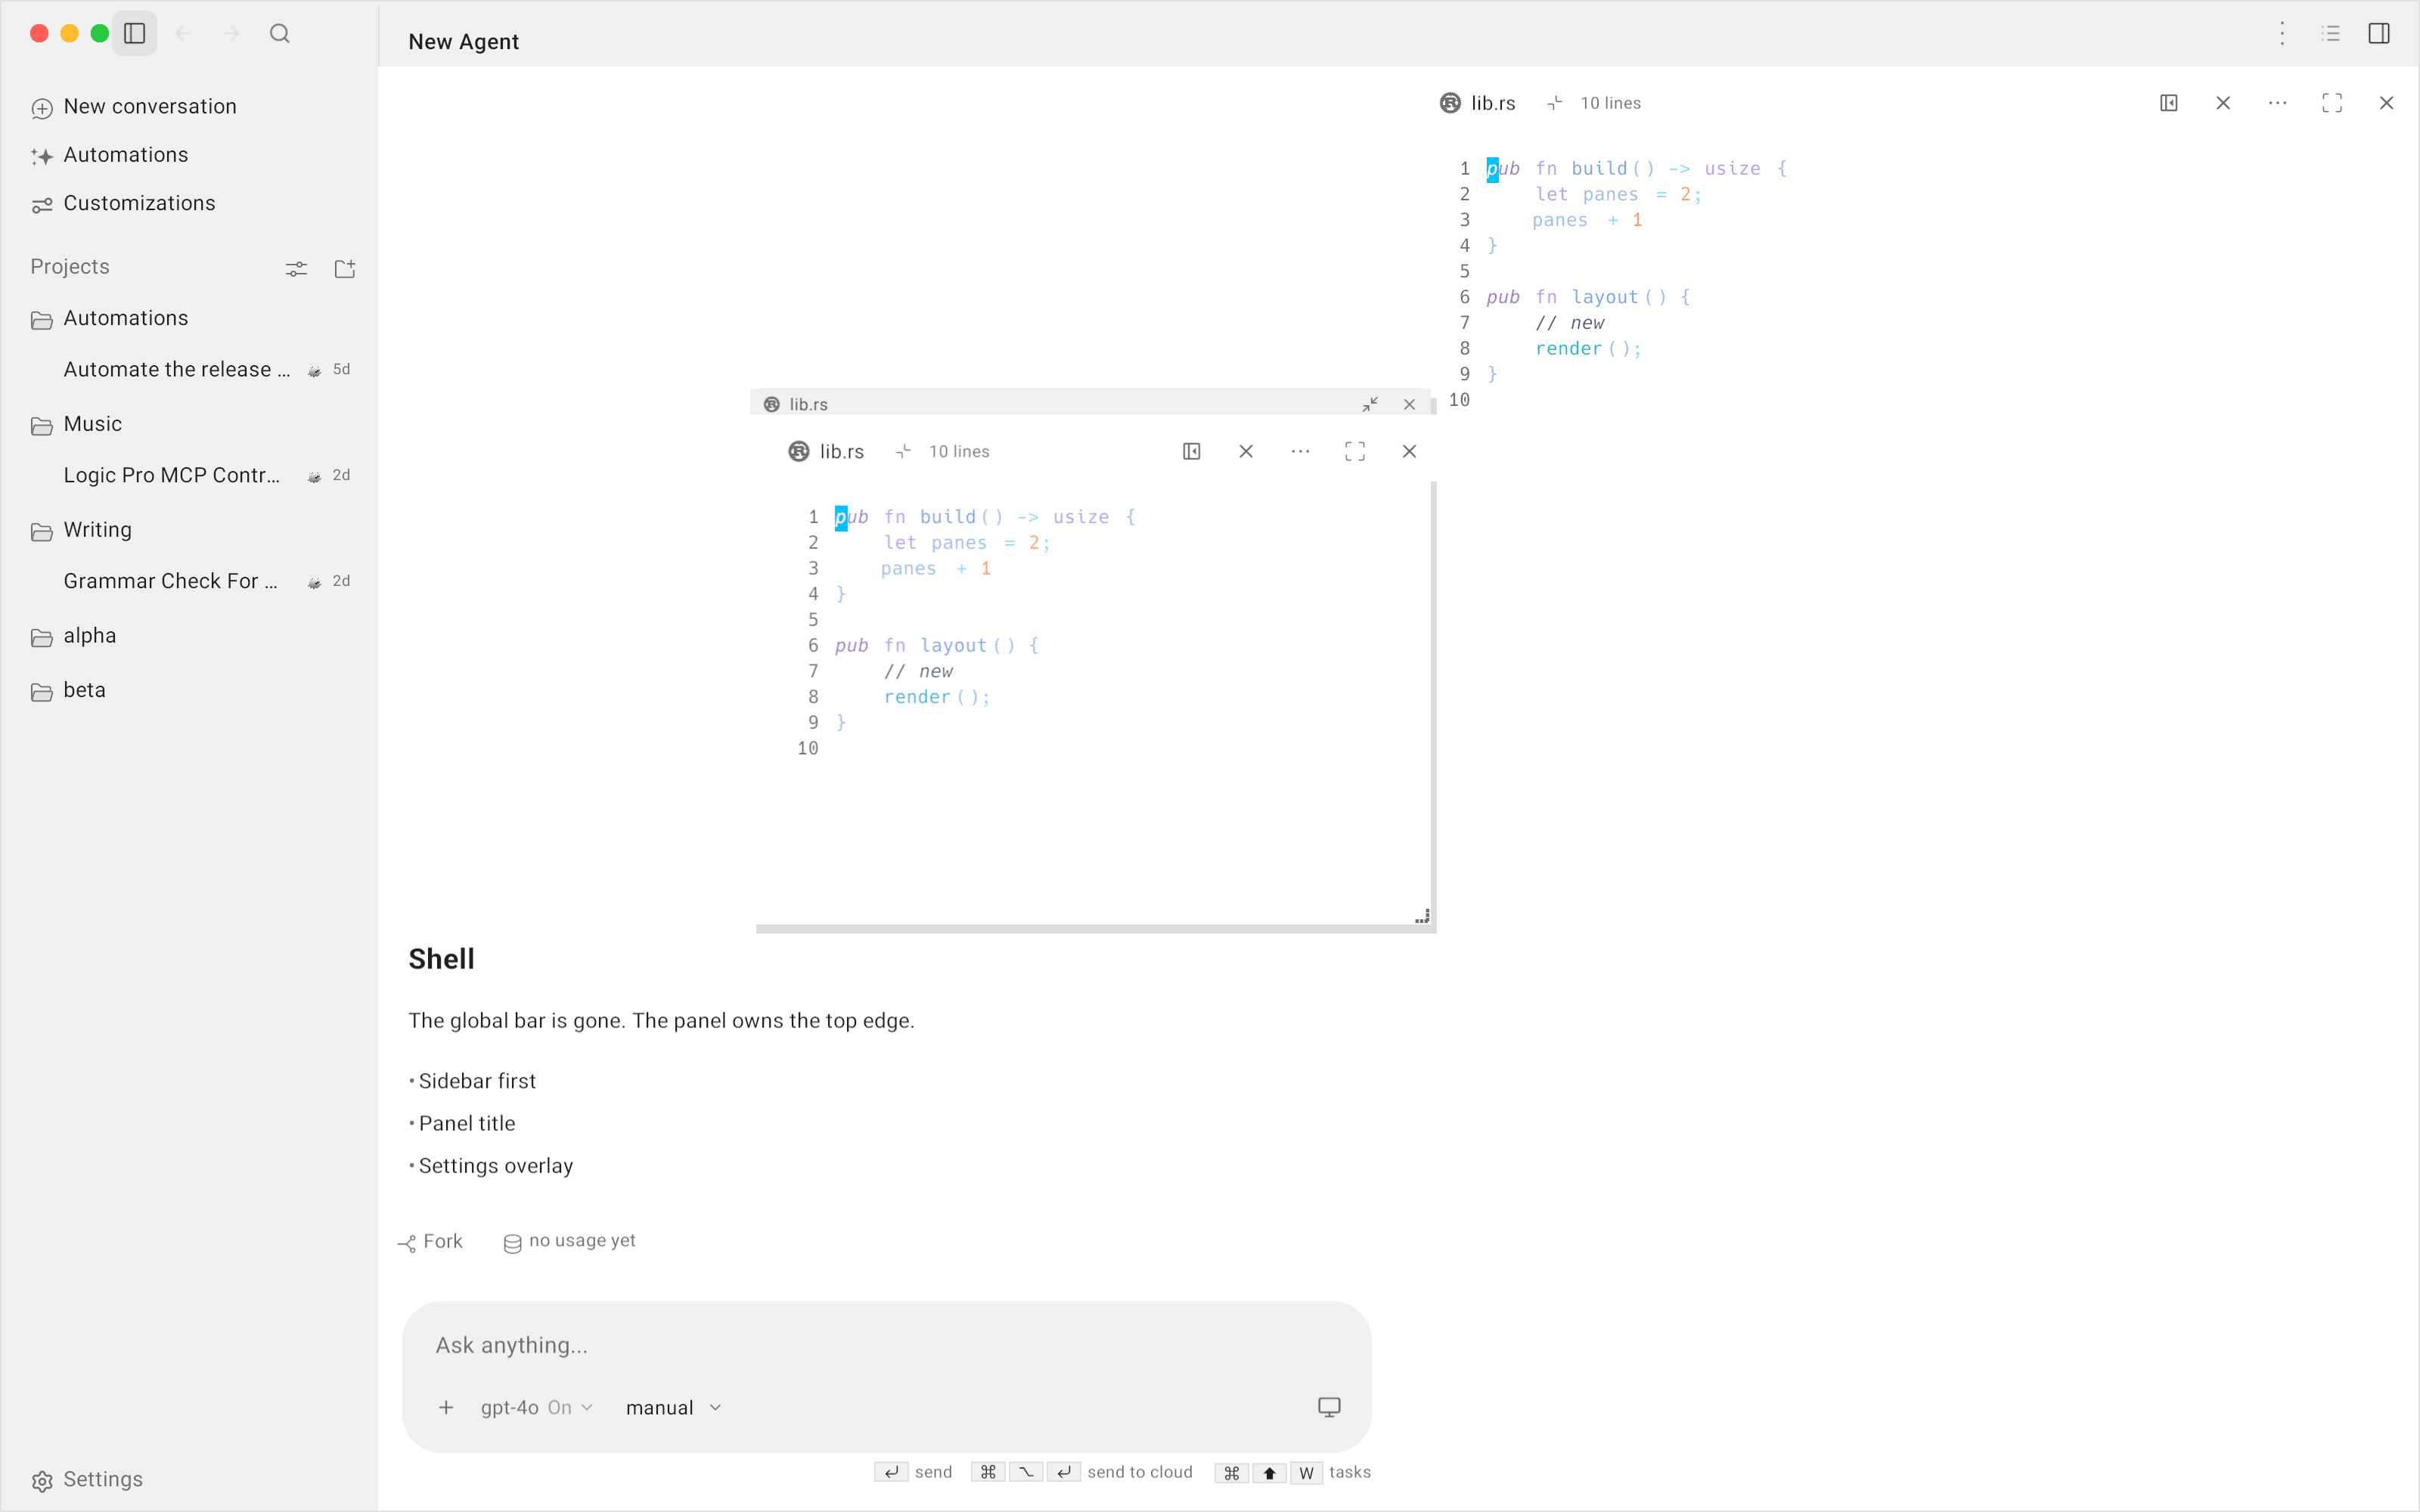 New Agent
New conversation
Automations
Customizations
Projects
Automations
Automate the release ... 5d
Music
Logic Pro MCP Contr... 2d
Writing
Grammar Check For ... 2d
alpha
beta
Settings
lib.rs 10 lines
1 pub fn build() -> usize {
2     let panes = 2;
3     panes + 1
4 }
5
6 pub fn layout() {
7     // new
8     render();
9 }
10
lib.rs
lib.rs 10 lines
1 pub fn build() -> usize {
2     let panes = 2;
3     panes + 1
4 }
5
6 pub fn layout() {
7     // new
8     render();
9 }
10
Shell
The global bar is gone. The panel owns the top edge.
• Sidebar first
• Panel title
• Settings overlay
Fork no usage yet
Ask anything...
gpt-4o On manual
send ⌘ ⌥ send to cloud ⌘ W tasks